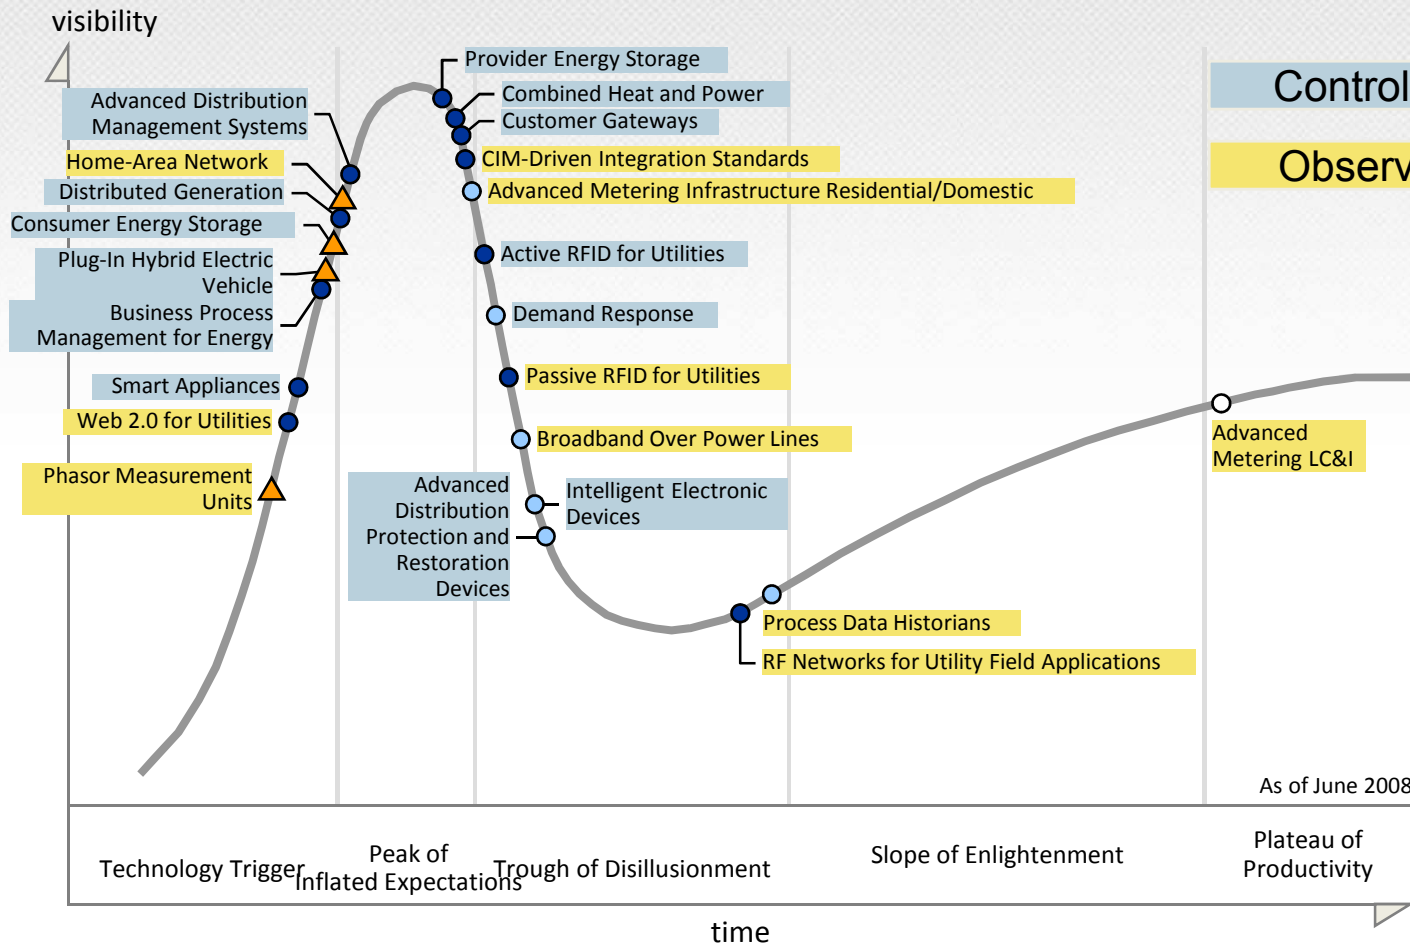 visibility
Provider Energy Storage
Combined Heat and Power
Customer Gateways
CIM-Driven Integration Standards
Advanced Metering Infrastructure Residential/Domestic
Active RFID for Utilities
Demand Response
Passive RFID for Utilities
Broadband Over Power Lines
Intelligent Electronic
Devices
Advanced
Distribution
Protection and
Restoration
Devices
Advanced Distribution
Management Systems
Home-Area Network
Distributed Generation
Consumer Energy Storage
Plug-In Hybrid Electric
Vehicle
Business Process
Management for Energy
Smart Appliances
Web 2.0 for Utilities
Phasor Measurement
Units
Process Data Historians
RF Networks for Utility Field Applications
Advanced
Metering LC&I
Control
Observ
As of June 2008
Technology Trigger
Peak of
Inflated Expectations
Trough of Disillusionment
Slope of Enlightenment
Plateau of
Productivity
time